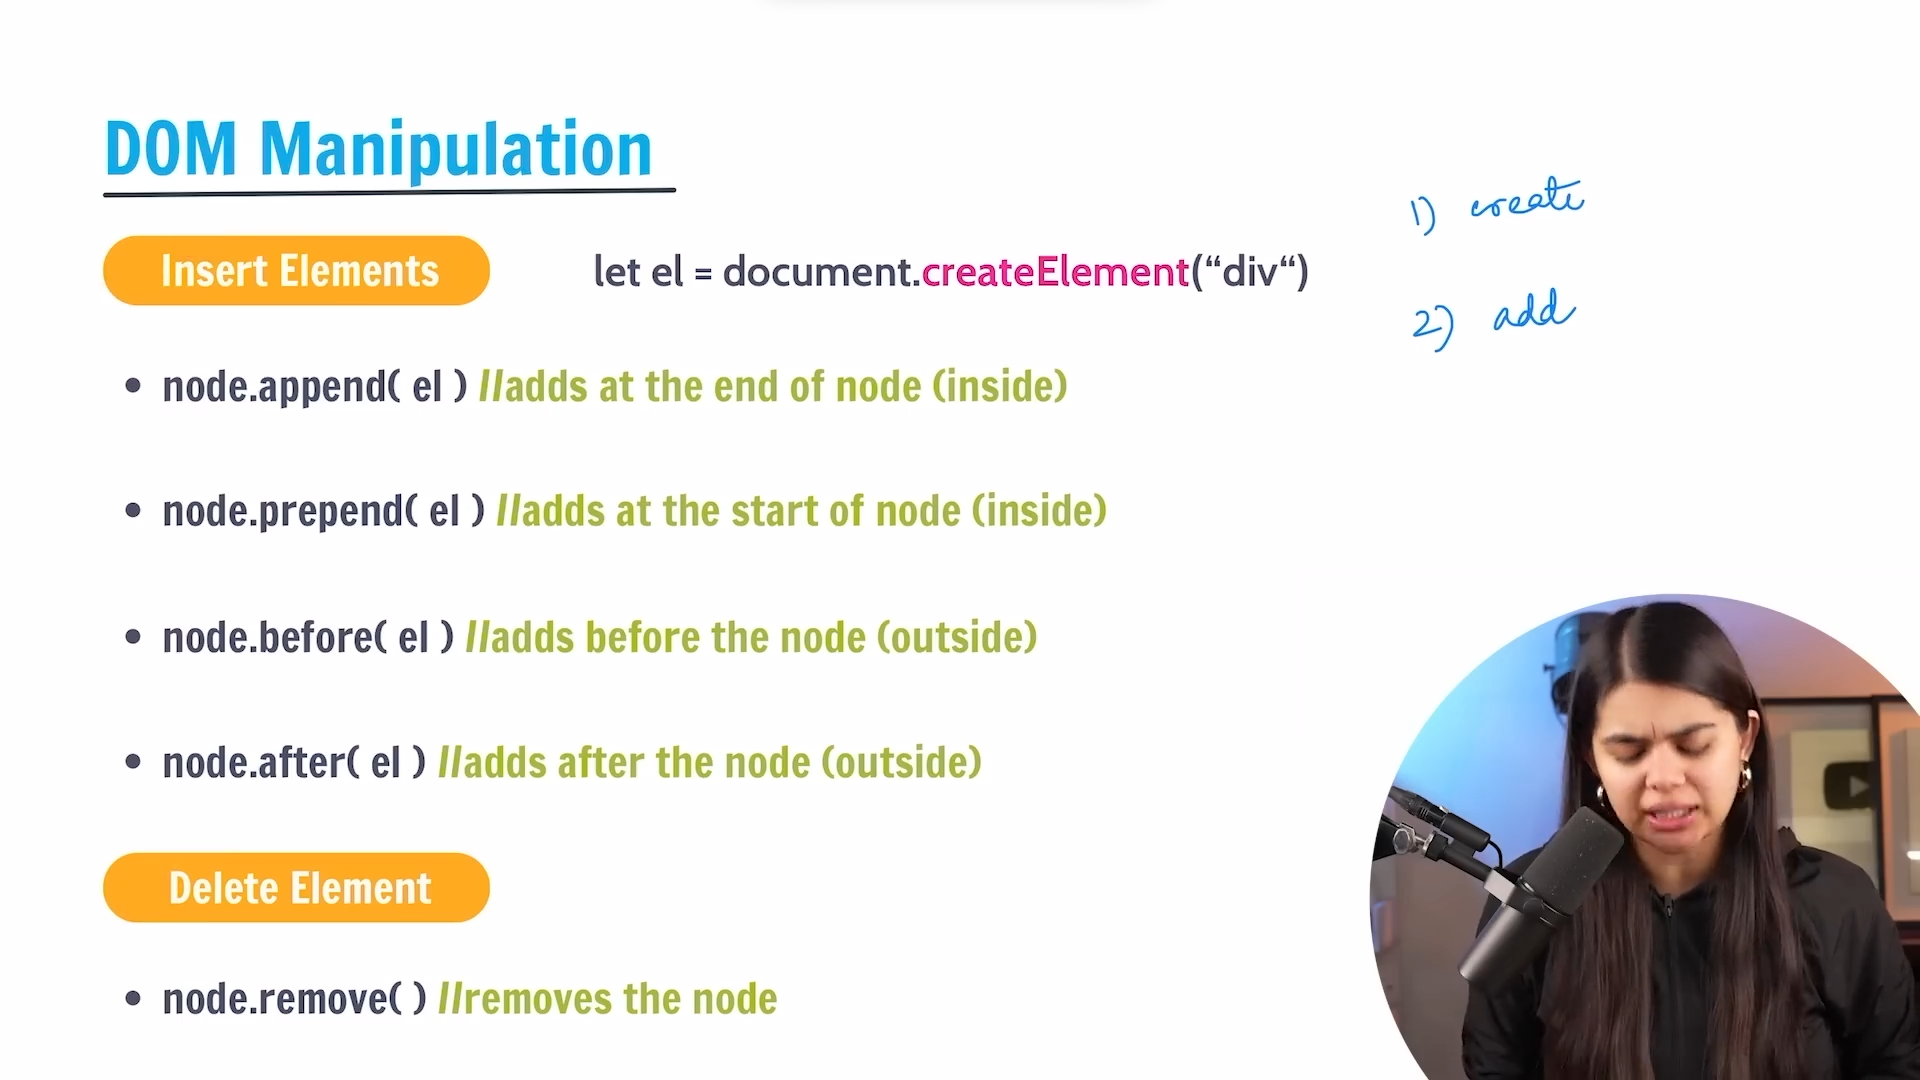 DOM Manipulation
1) create
Insert Elements
let el = document.createElement(“div“)
2) add
node.append( el ) //adds at the end of node (inside)
node.prepend( el ) //adds at the start of node (inside)
node.before( el ) //adds before the node (outside)
node.after( el ) //adds after the node (outside)
Delete Element
node.remove( ) //removes the node